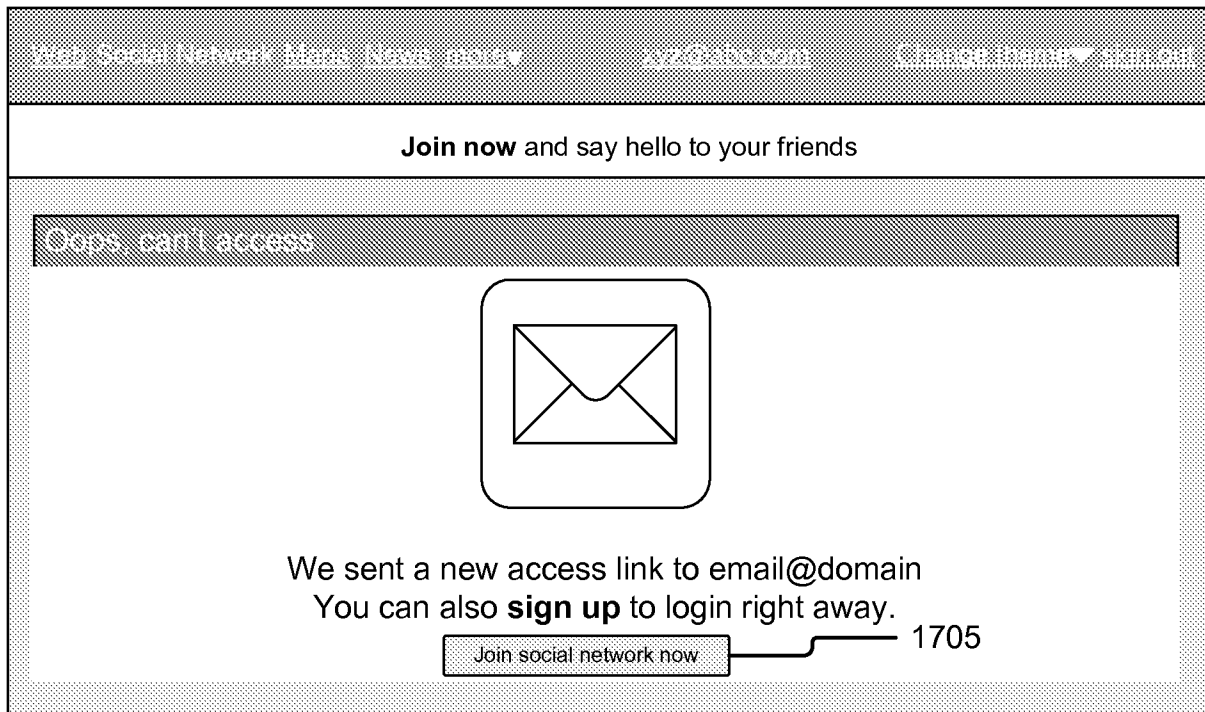 Web Social Network Maps News more xyz@abc.com Change theme sign out
Join now and say hello to your friends
Oops, can't access
We sent a new access link to email@domain
You can also sign up to login right away.
Join social network now
1705